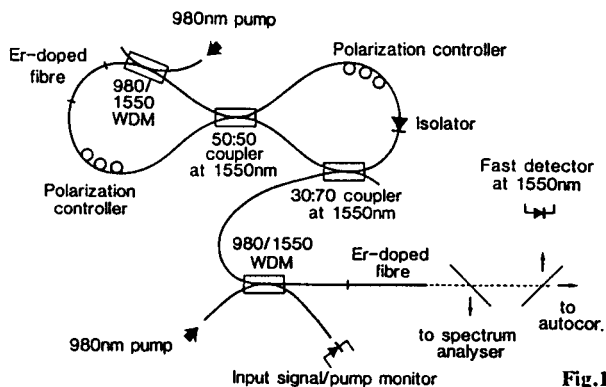 980nm pump
Er-doped
fibre
980/
1550
WDM
Polarization controller
50:50
coupler
at 1550nm
Isolator
Polarization
controller
30:70 coupler
at 1550nm
Fast detector
at 1550nm
980/1550
WDM
Er-doped
fibre
980nm pump
to spectrum
analyser
to
autocor.
Input signal/pump monitor
Fig.1